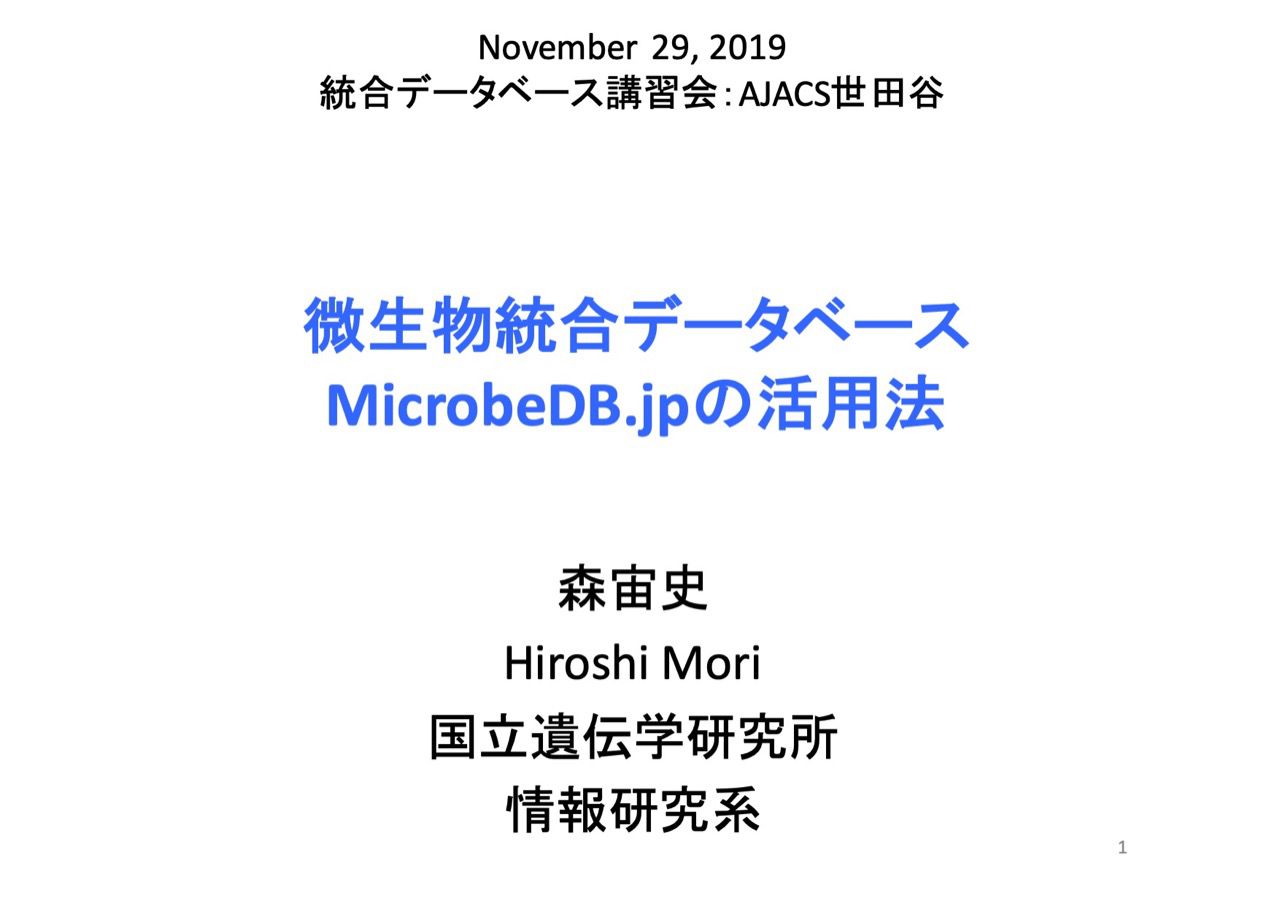 November 29, 2019
統合データベース講習会：AJACS世田谷
微生物統合データベース
MicrobeDB.jpの活用法
森宙史
Hiroshi Mori
国立遺伝学研究所
情報研究系
1